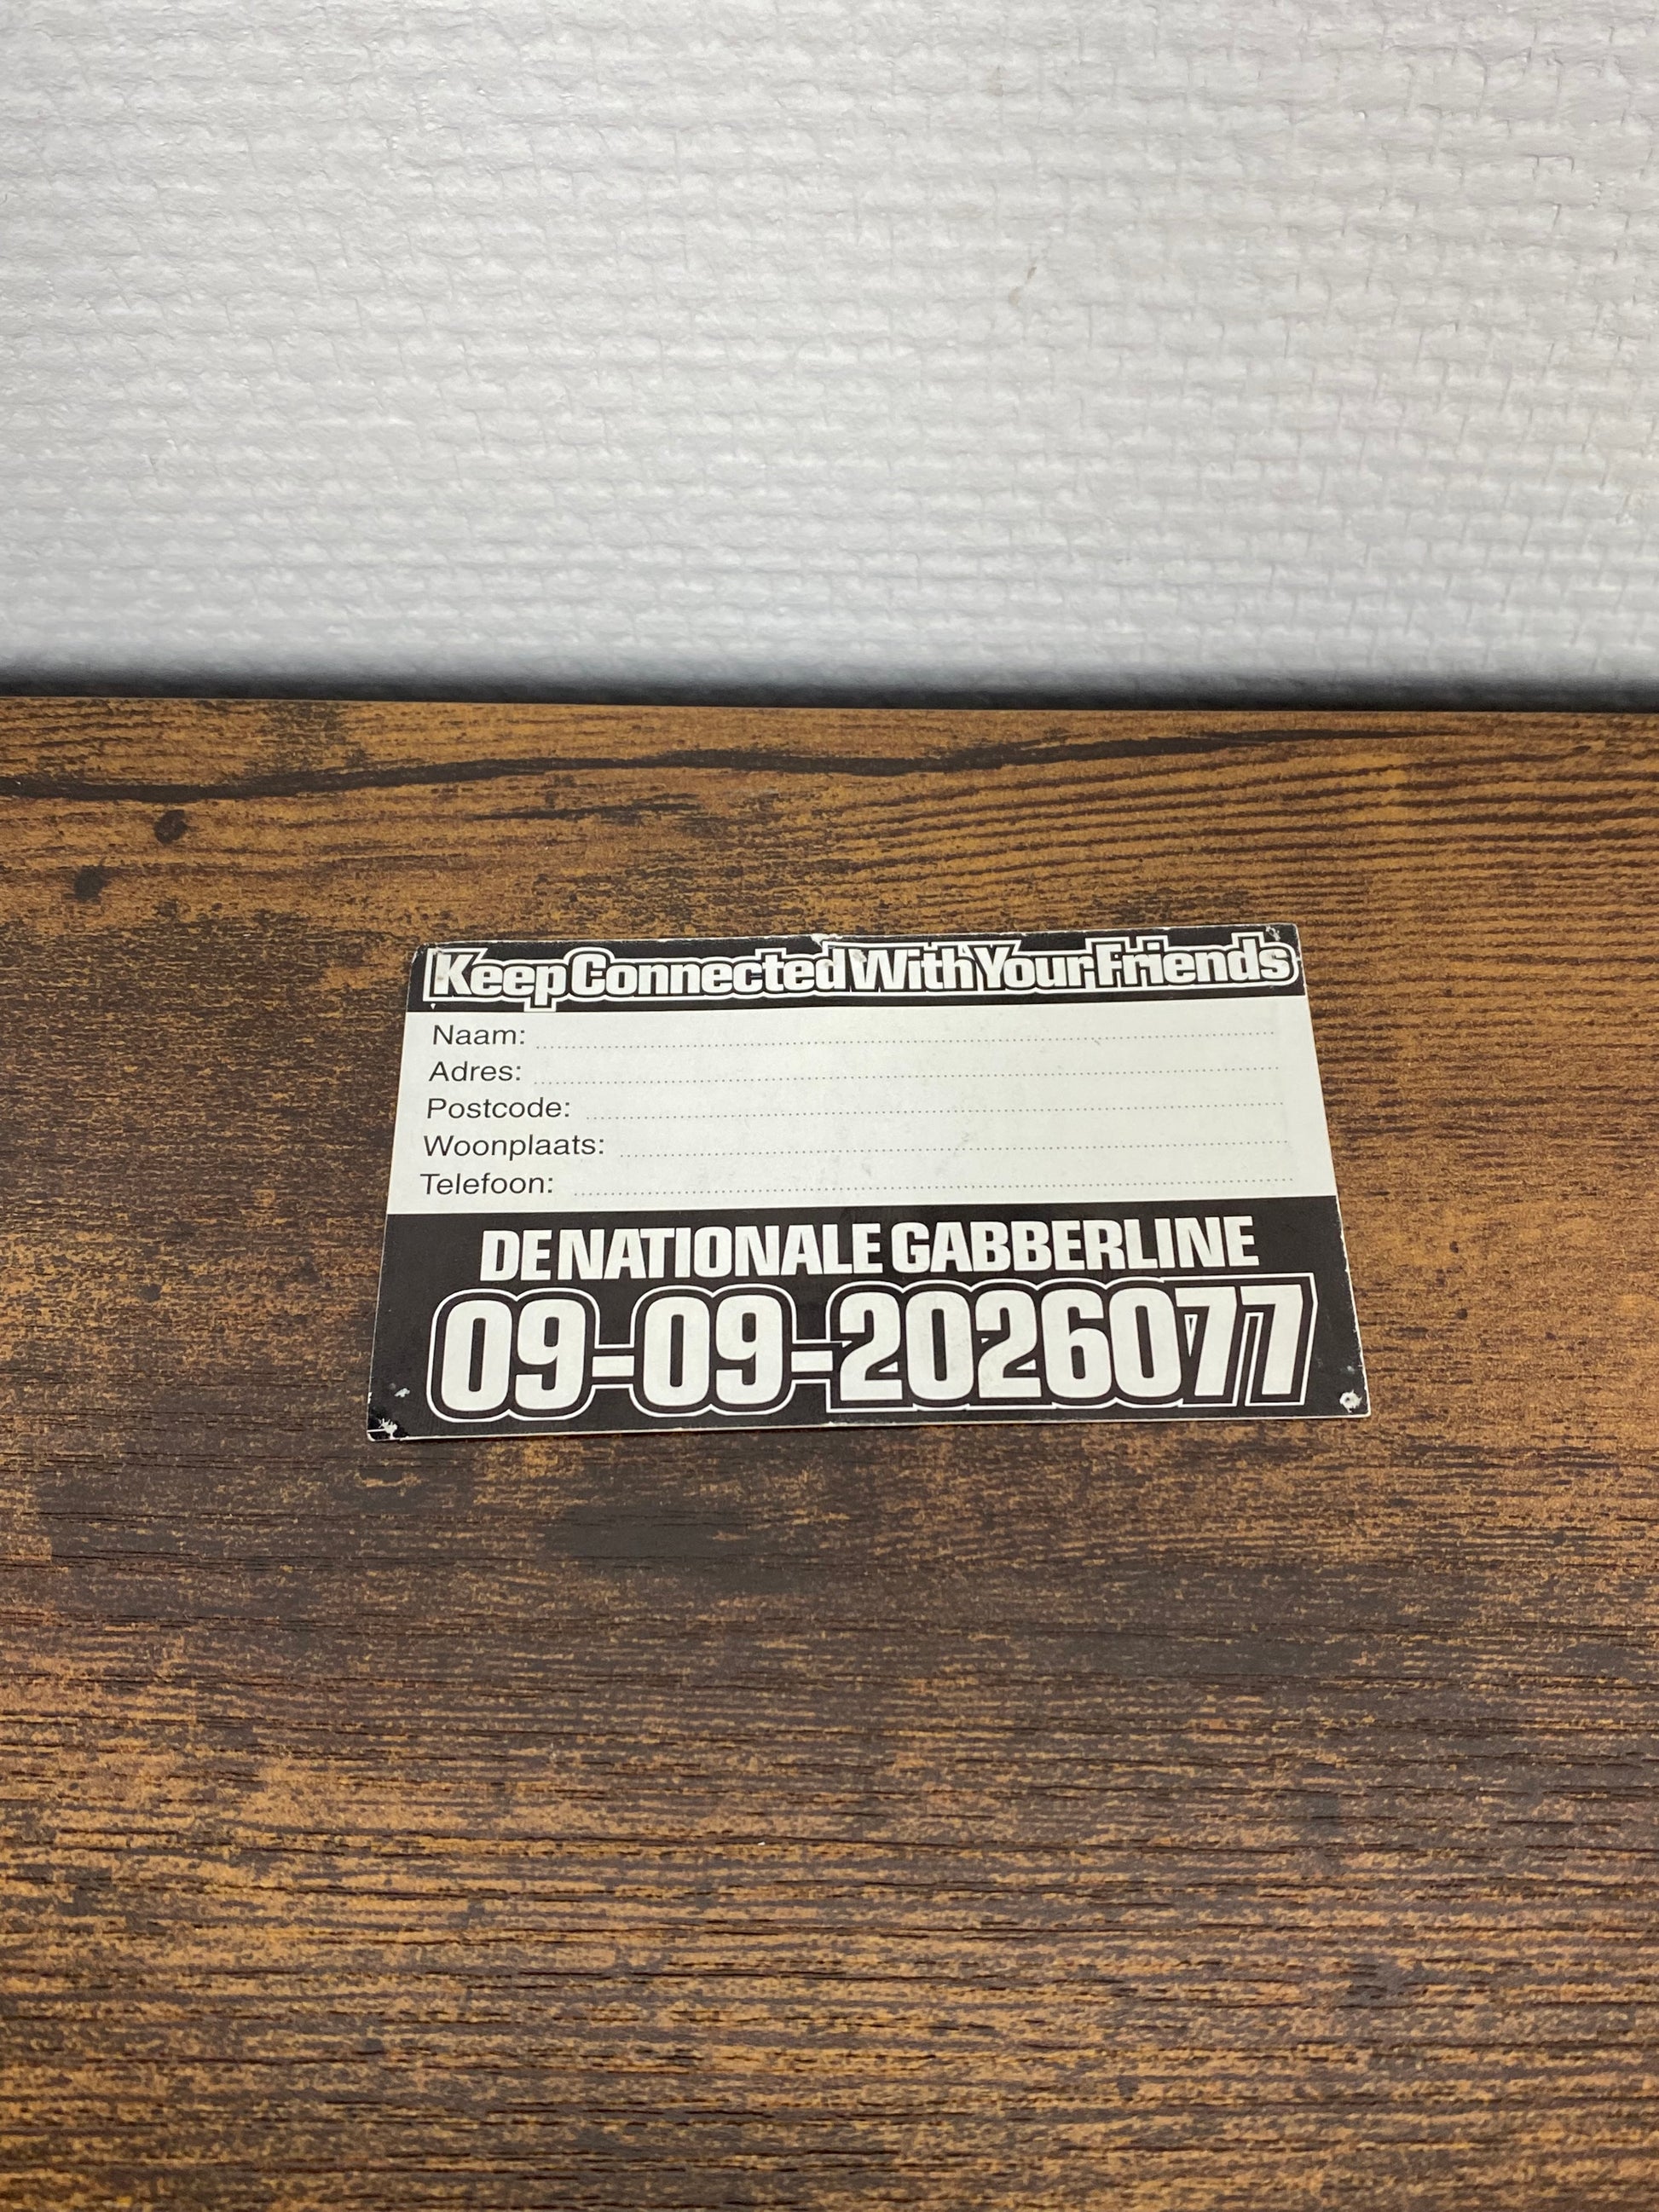 Keep Connected With Your Friends
Naam:
Adres:
Postcode:
Woonplaats:
Telefoon:
DE NATIONALE GABBERLINE
09-09-2026077